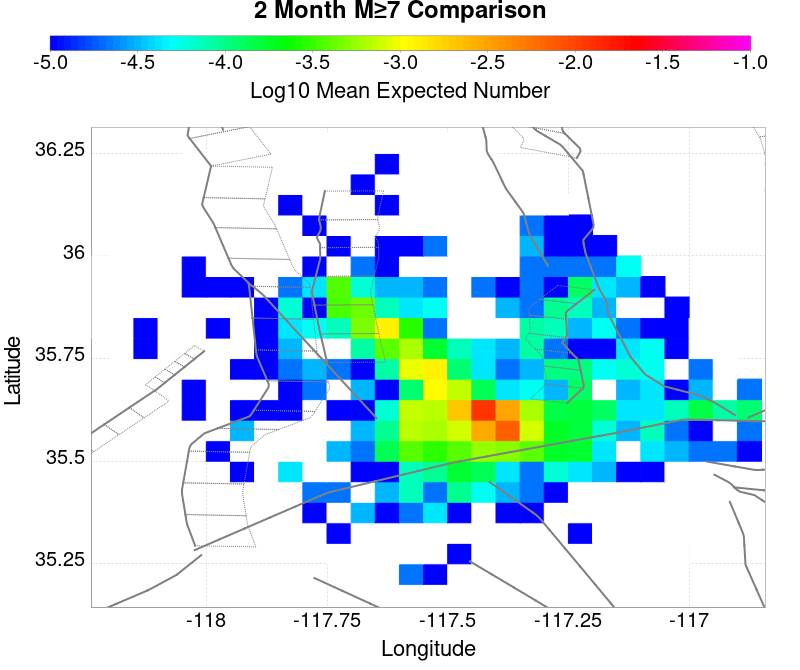 2 Month M≥7 Comparison
-5.0 -4.5 -4.0 -3.5 -3.0 -2.5 -2.0 -1.5 -1.0
Log10 Mean Expected Number
36.25
36
35.75
35.5
35.25
Latitude
-118 -117.75 -117.5 -117.25 -117
Longitude